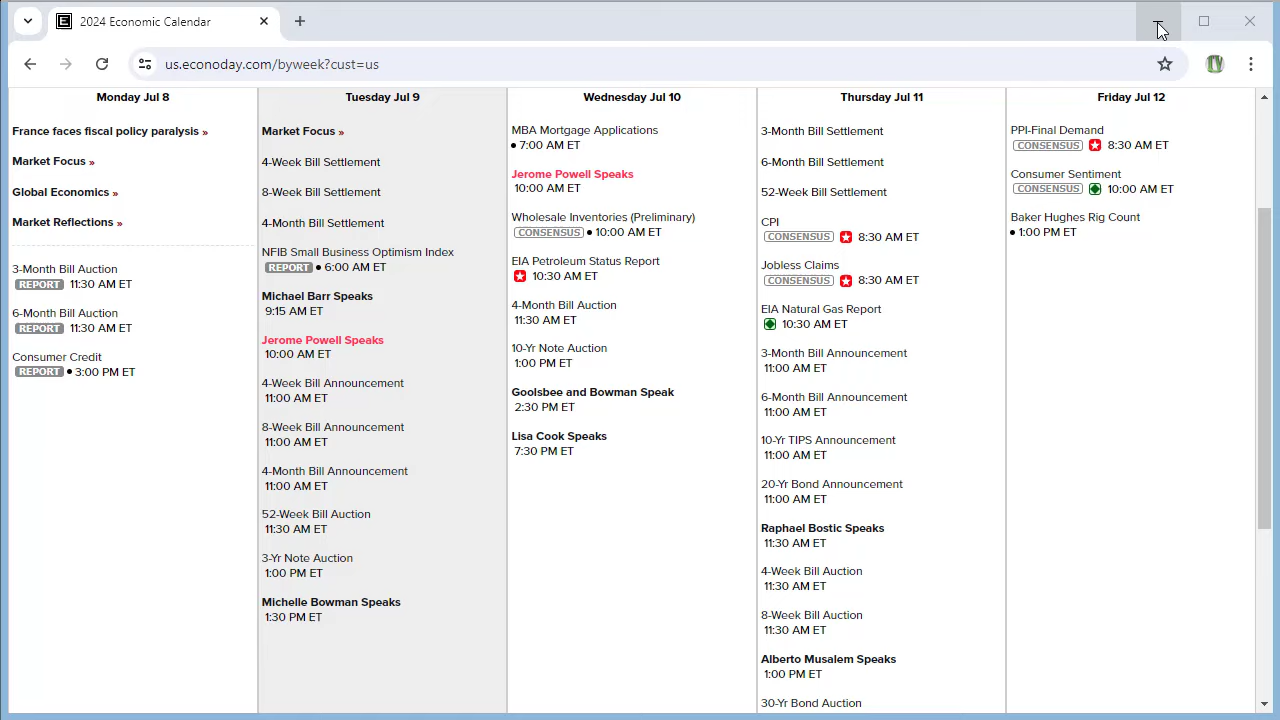 2024 Economic Calendar
us.econoday.com/byweek?cust=us
Monday Jul 8
France faces fiscal policy paralysis »
Market Focus »
Global Economics »
Market Reflections »
3-Month Bill Auction
REPORT 11:30 AM ET
6-Month Bill Auction
REPORT 11:30 AM ET
Consumer Credit
REPORT • 3:00 PM ET
Tuesday Jul 9
Market Focus »
4-Week Bill Settlement
8-Week Bill Settlement
4-Month Bill Settlement
NFIB Small Business Optimism Index
REPORT • 6:00 AM ET
Michael Barr Speaks
9:15 AM ET
Jerome Powell Speaks
10:00 AM ET
4-Week Bill Announcement
11:00 AM ET
8-Week Bill Announcement
11:00 AM ET
4-Month Bill Announcement
11:00 AM ET
52-Week Bill Auction
11:30 AM ET
3-Yr Note Auction
1:00 PM ET
Michelle Bowman Speaks
1:30 PM ET
Wednesday Jul 10
MBA Mortgage Applications
• 7:00 AM ET
Jerome Powell Speaks
10:00 AM ET
Wholesale Inventories (Preliminary)
CONSENSUS • 10:00 AM ET
EIA Petroleum Status Report
10:30 AM ET
4-Month Bill Auction
11:30 AM ET
10-Yr Note Auction
1:00 PM ET
Goolsbee and Bowman Speak
2:30 PM ET
Lisa Cook Speaks
7:30 PM ET
Thursday Jul 11
3-Month Bill Settlement
6-Month Bill Settlement
52-Week Bill Settlement
CPI
CONSENSUS 8:30 AM ET
Jobless Claims
CONSENSUS 8:30 AM ET
EIA Natural Gas Report
10:30 AM ET
3-Month Bill Announcement
11:00 AM ET
6-Month Bill Announcement
11:00 AM ET
10-Yr TIPS Announcement
11:00 AM ET
20-Yr Bond Announcement
11:00 AM ET
Raphael Bostic Speaks
11:30 AM ET
4-Week Bill Auction
11:30 AM ET
8-Week Bill Auction
11:30 AM ET
Alberto Musalem Speaks
1:00 PM ET
30-Yr Bond Auction
Friday Jul 12
PPI-Final Demand
CONSENSUS 8:30 AM ET
Consumer Sentiment
CONSENSUS 10:00 AM ET
Baker Hughes Rig Count
• 1:00 PM ET